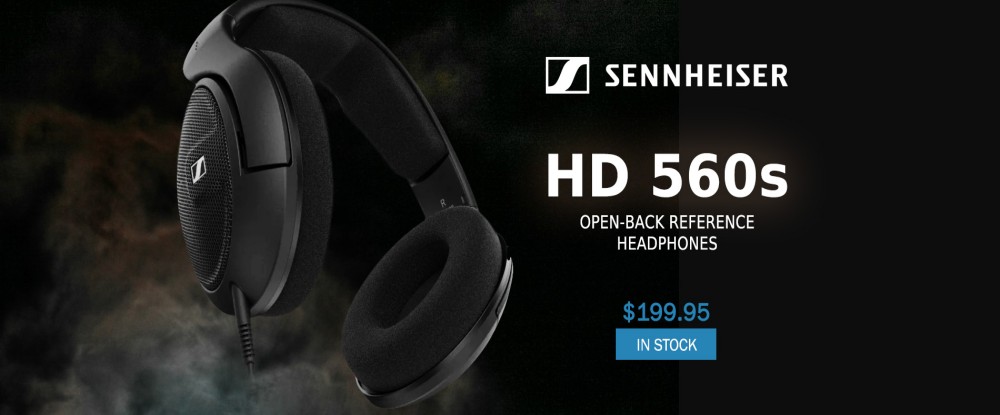 SENNHEISER
HD 560s
OPEN-BACK REFERENCE
HEADPHONES
$199.95
IN STOCK
R